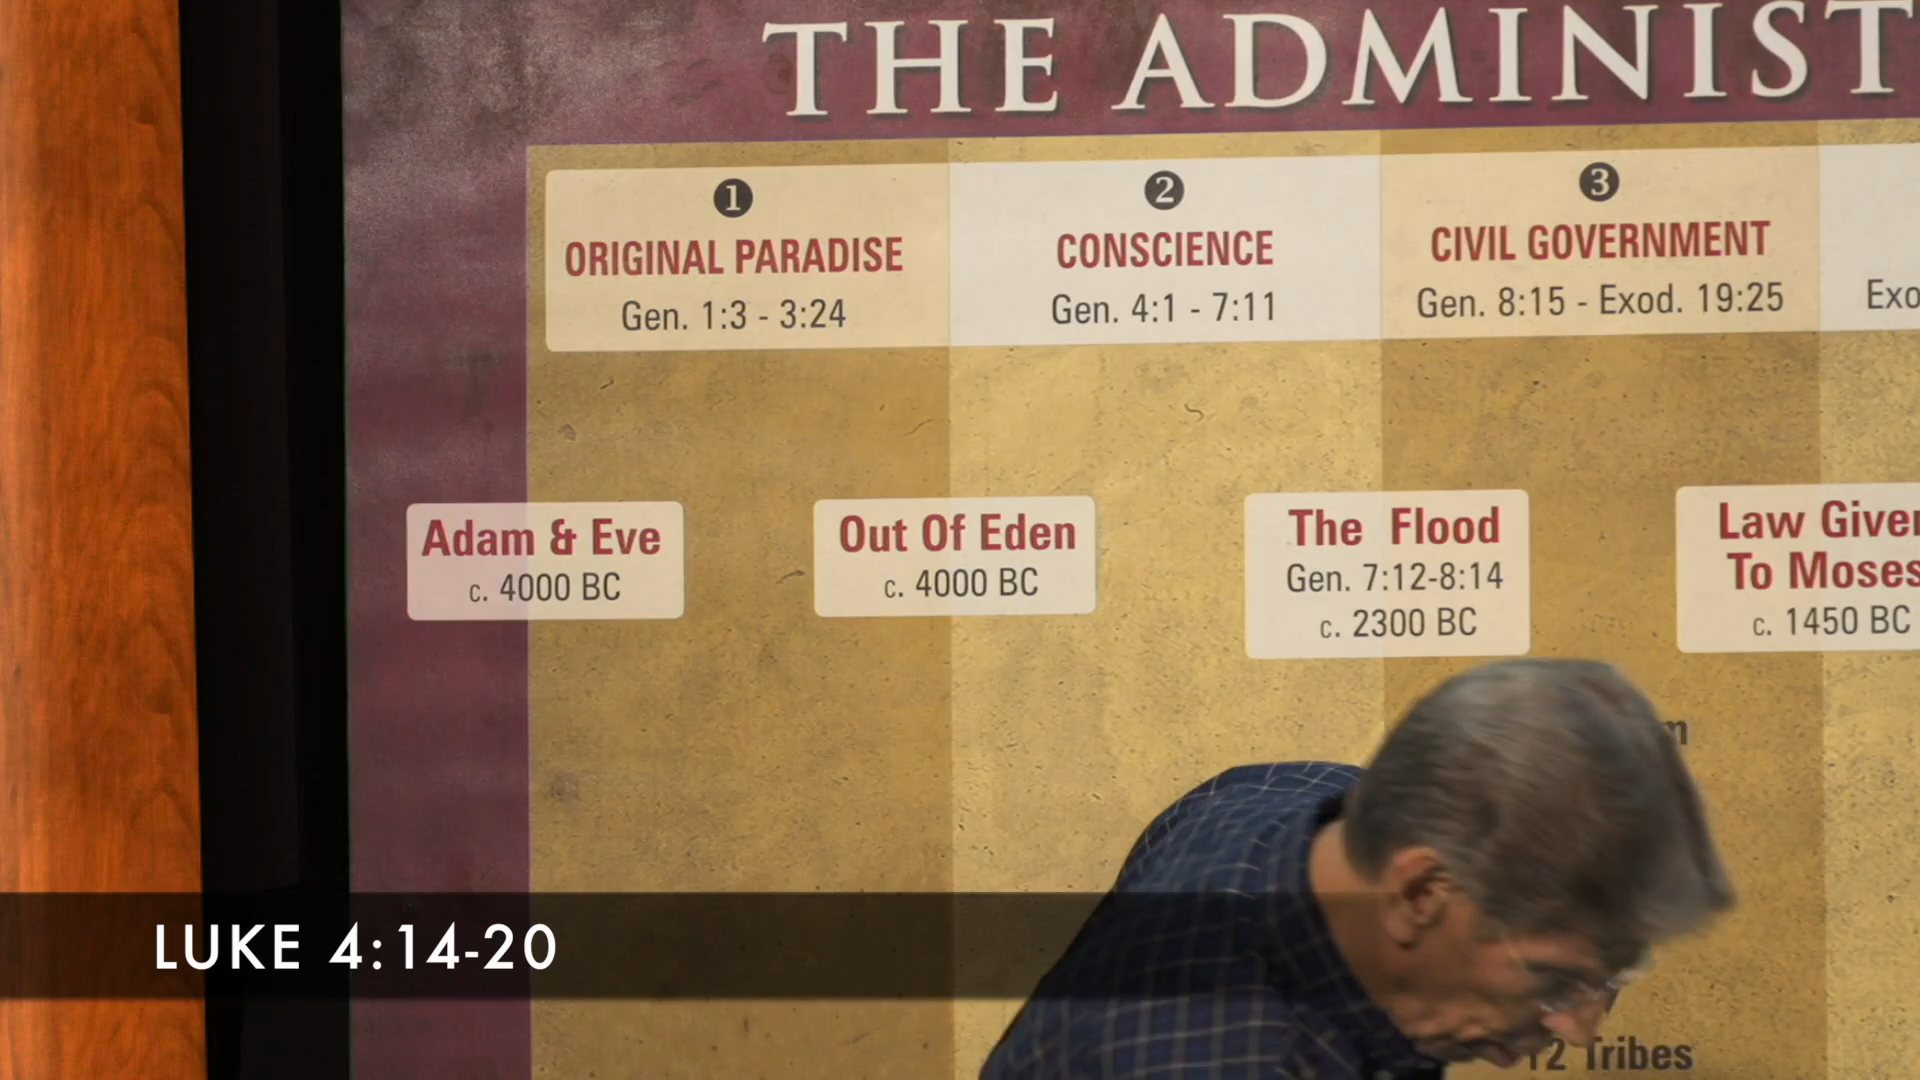 THE ADMINIST
1
ORIGINAL PARADISE
Gen. 1:3 - 3:24
2
CONSCIENCE
Gen. 4:1 - 7:11
3
CIVIL GOVERNMENT
Gen. 8:15 - Exod. 19:25
Exo
Adam & Eve
c. 4000 BC
Out Of Eden
c. 4000 BC
The Flood
Gen. 7:12-8:14
c. 2300 BC
Law Given
To Moses
c. 1450 BC
12 Tribes
LUKE 4:14-20